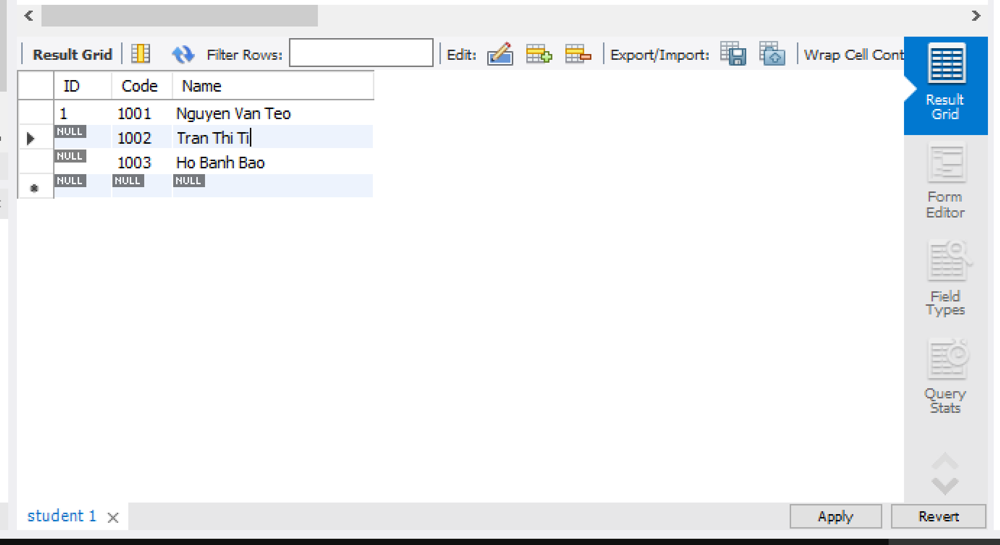 Result Grid Filter Rows: Edit: Export/Import: Wrap Cell Cont
ID Code Name
1 1001 Nguyen Van Teo
NULL 1002 Tran Thi Ti
NULL 1003 Ho Banh Bao
NULL NULL NULL
Result
Grid
Form
Editor
Field
Types
Query
Stats
student 1
Apply Revert